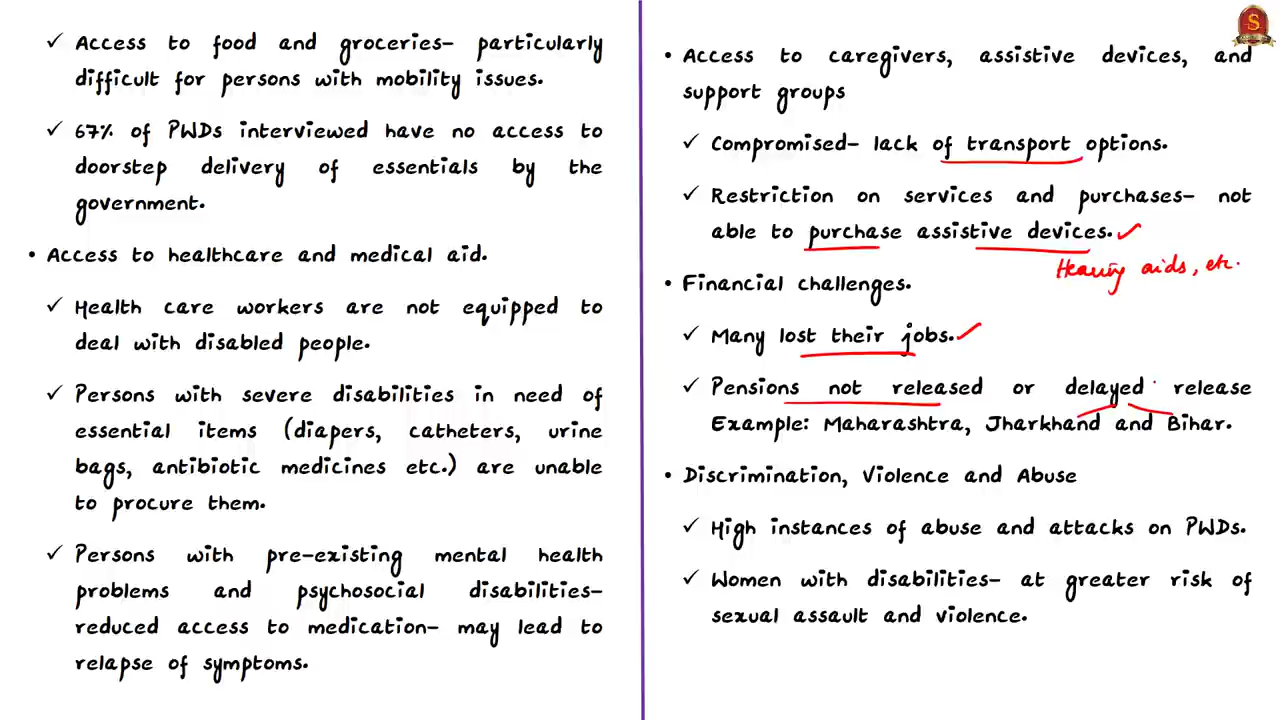 ✓ Access to food and groceries- particularly
difficult for persons with mobility issues.
✓ 67% of PWDs interviewed have no access to
doorstep delivery of essentials by the
government.
• Access to healthcare and medical aid.
✓ Health care workers are not equipped to
deal with disabled people.
✓ Persons with severe disabilities in need of
essential items (diapers, catheters, urine
bags, antibiotic medicines etc.) are unable
to procure them.
✓ Persons with pre-existing mental health
problems and psychosocial disabilities-
reduced access to medication- may lead to
relapse of symptoms.
• Access to caregivers, assistive devices, and
support groups
✓ Compromised- lack of transport options.
✓ Restriction on services and purchases- not
able to purchase assistive devices.
Hearing aids, etc.
• Financial challenges.
✓ Many lost their jobs.
✓ Pensions not released or delayed release
Example: Maharashtra, Jharkhand and Bihar.
• Discrimination, Violence and Abuse
✓ High instances of abuse and attacks on PWDs.
✓ Women with disabilities- at greater risk of
sexual assault and violence.